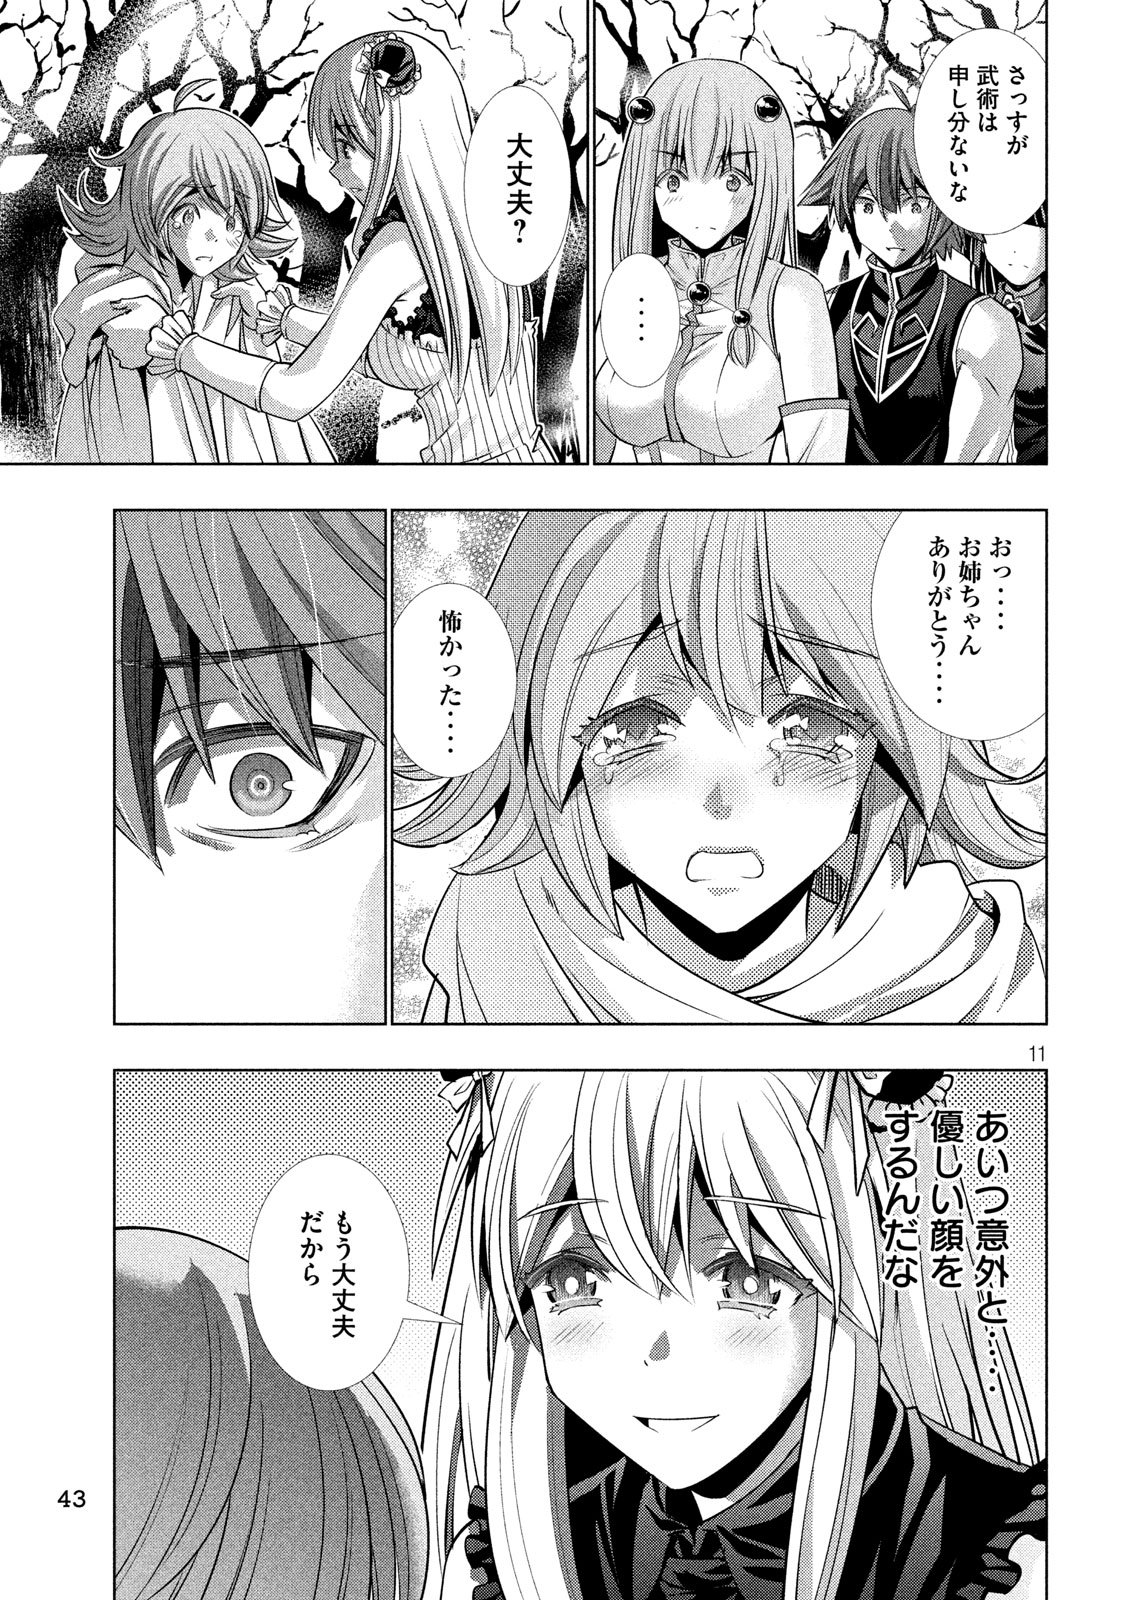 さっすが
武術は
申し分ないな
‥‥
大丈夫？
おっ‥‥
お姉ちゃん
ありがとう‥‥
怖かった‥‥
11
あいつ意外と‥‥‥
優しい顔を
するんだな
もう大丈夫
だから
43